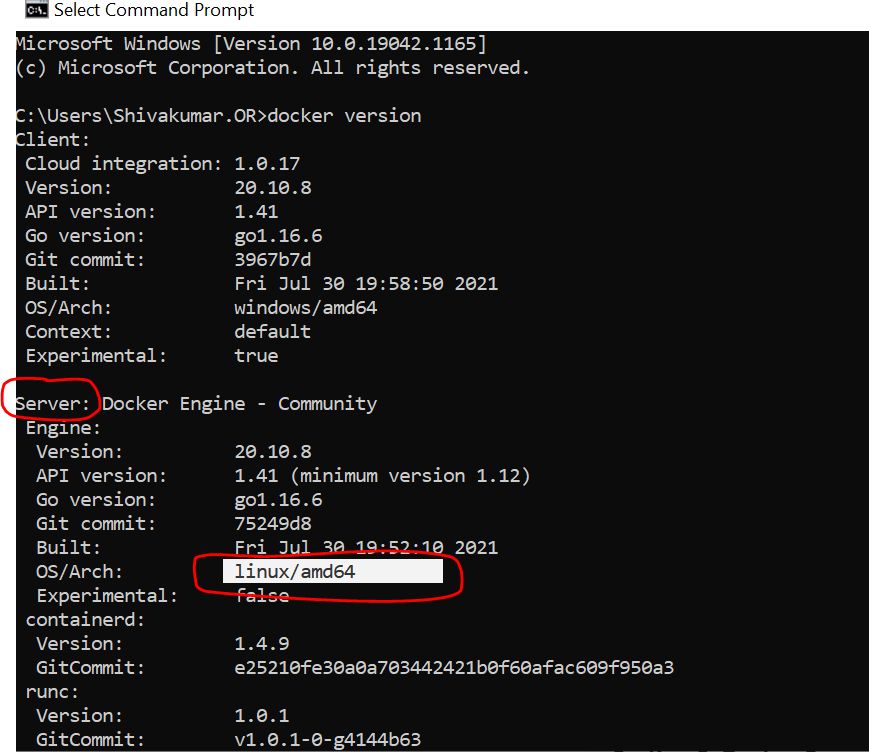 Select Command Prompt
Microsoft Windows [Version 10.0.19042.1165]
(c) Microsoft Corporation. All rights reserved.
C:\Users\Shivakumar.OR>docker version
Client:
Cloud integration: 1.0.17
Version: 20.10.8
API version: 1.41
Go version: go1.16.6
Git commit: 3967b7d
Built: Fri Jul 30 19:58:50 2021
OS/Arch: windows/amd64
Context: default
Experimental: true
Server: Docker Engine - Community
Engine:
Version: 20.10.8
API version: 1.41 (minimum version 1.12)
Go version: go1.16.6
Git commit: 75249d8
Built: Fri Jul 30 19:52:10 2021
OS/Arch: linux/amd64
Experimental: false
containerd:
Version: 1.4.9
GitCommit: e25210fe30a0a703442421b0f60afac609f950a3
runc:
Version: 1.0.1
GitCommit: v1.0.1-0-g4144b63